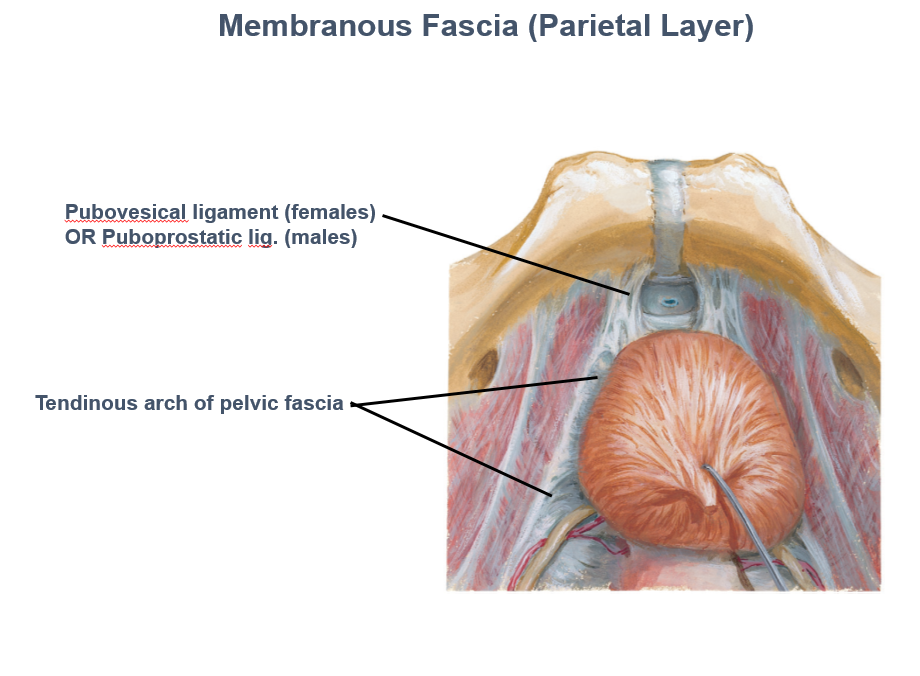 Membranous Fascia (Parietal Layer)
Pubovesical ligament (females)
OR Puboprostatic lig. (males)
Tendinous arch of pelvic fascia